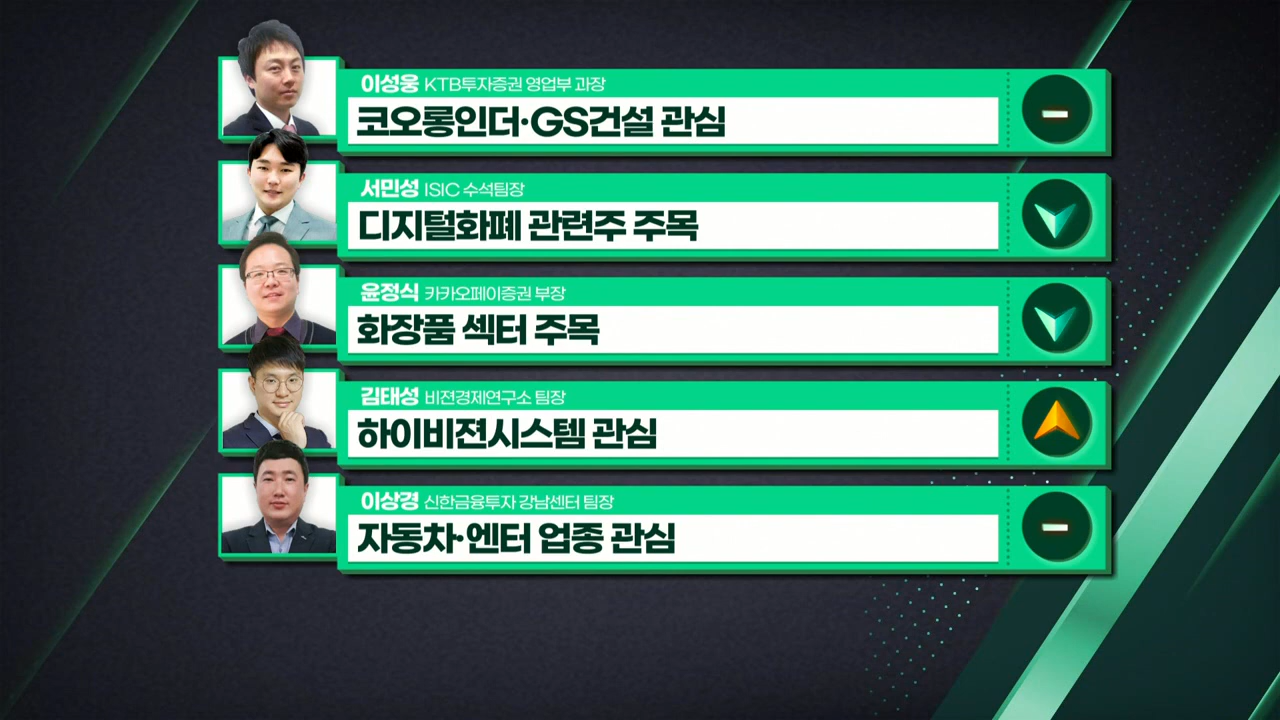 이성웅 KTB투자증권 영업부 과장
코오롱인더·GS건설 관심
서민성 ISIC 수석팀장
디지털화폐 관련주 주목
윤정식 카카오페이증권 부장
화장품 섹터 주목
김태성 비젼경제연구소 팀장
하이비젼시스템 관심
이상경 신한금융투자 강남센터 팀장
자동차·엔터 업종 관심